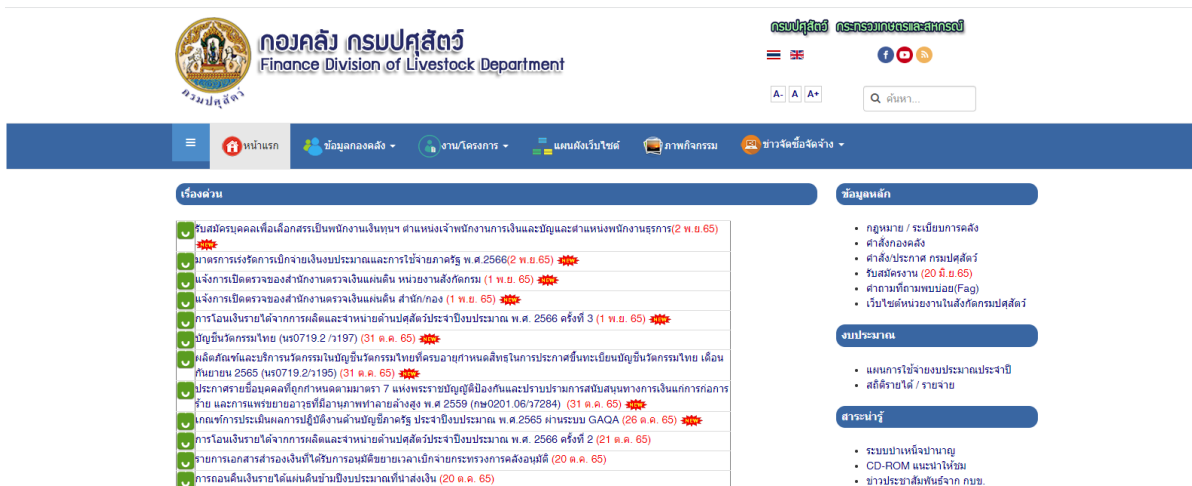 กรมปศุสัตว์ กระทรวงเกษตรและสหกรณ์
กองคลัง กรมปศุสัตว์
Finance Division of Livestock Department
กรมปศุสัตว์
A- A A+
ค้นหา...
หน้าแรก ข้อมูลกองคลัง งาน/โครงการ แผนผังเว็บไซต์ ภาพกิจกรรม ข่าวจัดซื้อจัดจ้าง
เรื่องด่วน
รับสมัครบุคคลเพื่อเลือกสรรเป็นพนักงานเงินทุนฯ ตำแหน่งเจ้าพนักงานการเงินและบัญและตำแหน่งพนักงานธุรการ(2 พ.ย.65)
NEW
มาตรการเร่งรัดการเบิกจ่ายเงินงบประมาณและการใช้จ่ายภาครัฐ พ.ศ.2566(2 พ.ย. 65) NEW
แจ้งการเปิดตรวจของสำนักงานตรวจเงินแผ่นดิน หน่วยงานสังกัดกรม (1 พ.ย. 65) NEW
แจ้งการเปิดตรวจของสำนักงานตรวจเงินแผ่นดิน สำนัก/กอง (1 พ.ย. 65) NEW
การโอนเงินรายได้จากการผลิตและจำหน่ายด้านปศุสัตว์ประจำปีงบประมาณ พ.ศ. 2566 ครั้งที่ 3 (1 พ.ย. 65) NEW
บัญชีนวัตกรรมไทย (นร0719.2 /ว197) (31 ต.ค. 65) NEW
ผลิตภัณฑ์และบริการนวัตกรรมในบัญชีนวัตกรรมไทยที่ครบอายุกำหนดสิทธฺในการประกาศขึ้นทะเบียนบัญชีนวัตกรรมไทย เดือน
กันยายน 2565 (นร0719.2/ว195) (31 ต.ค. 65) NEW
ประกาศรายชื่อบุคคลที่ถูกกำหนดตามมาตรา 7 แห่งพระราชบัญญัติป้องกันและปราบปรามการสนับสนุนทางการเงินแก่การก่อการ
ร้าย และการแพร่ขยายอาวุธที่มีอานุภาพทำลายล้างสูง พ.ศ 2559 (กษ0201.06/ว7284) (31 ต.ค. 65) NEW
เกณฑ์การประเมินผลการปฏิบัติงานด้านบัญชีภาครัฐ ประจำปีงบประมาณ พ.ศ.2565 ผ่านระบบ GAQA (26 ต.ค. 65) NEW
การโอนเงินรายได้จากการผลิตและจำหน่ายด้านปศุสัตว์ประจำปีงบประมาณ พ.ศ. 2566 ครั้งที่ 2 (21 ต.ค. 65)
รายการเอกสารสำรองเงินที่ได้รับการอนุมัติขยายเวลาเบิกจ่ายกระทรวงการคลังอนุมัติ (20 ต.ค. 65)
การถอนคืนเงินรายได้แผ่นดินข้ามปีงบประมาณที่นำส่งเงิน (20 ต.ค. 65)
ข้อมูลหลัก
กฎหมาย / ระเบียบการคลัง
คำสั่งกองคลัง
คำสั่ง/ประกาศ กรมปศุสัตว์
รับสมัครงาน (20 มิ.ย.65)
คำถามที่ถามพบบ่อย(Fag)
เว็บไซต์หน่วยงานในสังกัดกรมปศุสัตว์
งบประมาณ
แผนการใช้จ่ายงบประมาณประจำปี
สถิติรายได้ / รายจ่าย
สาระน่ารู้
ระบบบำเหน็จบำนาญ
CD-ROM แนะนำให้ชม
ข่าวประชาสัมพันธ์จาก กบข.